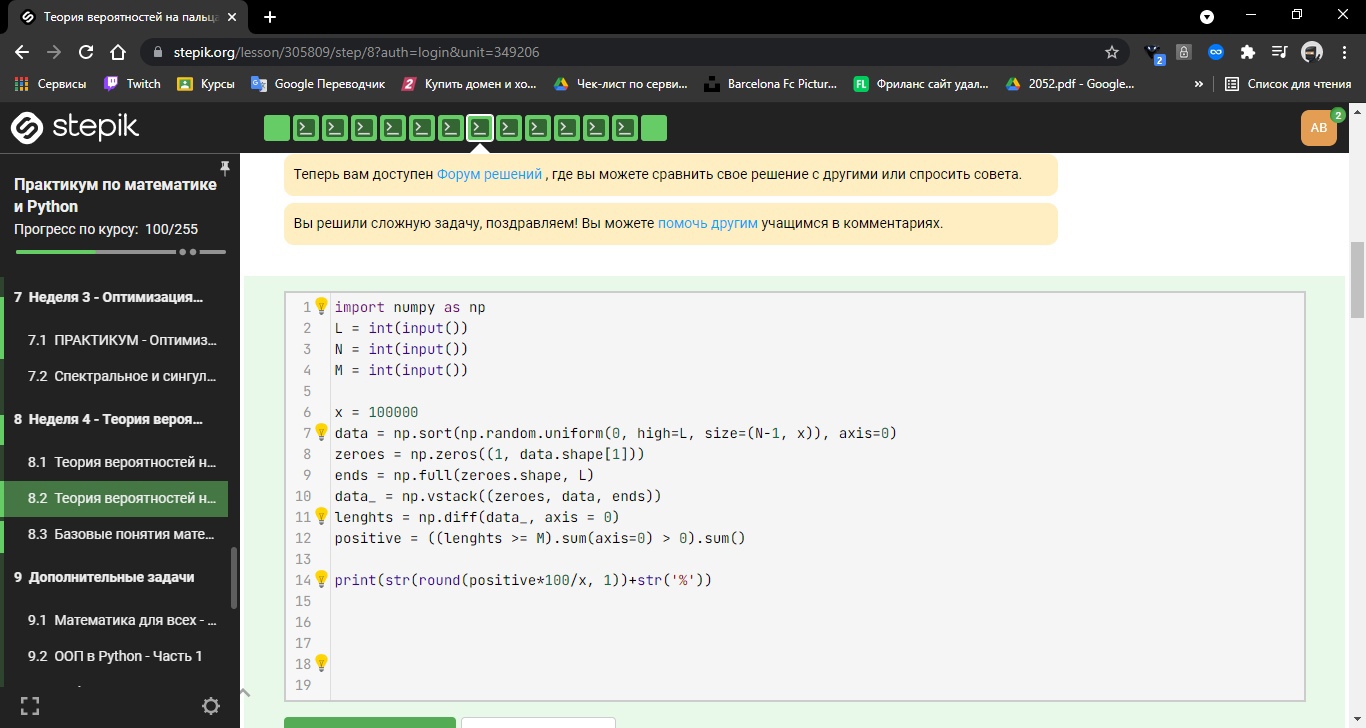 Теория вероятностей на пальца
stepik.org/lesson/305809/step/8?auth=login&unit=349206
2
Сервисы
Twitch
Курсы
Google Переводчик
Купить домен и хо...
Чек-лист по серви...
Barcelona Fc Pictur...
FL Фриланс сайт удал...
2052.pdf - Google...
»
Список для чтения
stepik
AB
2
Практикум по математике
и Python
Прогресс по курсу: 100/255
7 Неделя 3 - Оптимизация...
7.1 ПРАКТИКУМ - Оптимиз...
7.2 Спектральное и сингул...
8 Неделя 4 - Теория вероя...
8.1 Теория вероятностей н...
8.2 Теория вероятностей н...
8.3 Базовые понятия мате...
9 Дополнительные задачи
9.1 Математика для всех - ...
9.2 ООП в Python - Часть 1
Теперь вам доступен Форум решений , где вы можете сравнить свое решение с другими или спросить совета.
Вы решили сложную задачу, поздравляем! Вы можете помочь другим учащимся в комментариях.
1 import numpy as np
2 L = int(input())
3 N = int(input())
4 M = int(input())
5
6 x = 100000
7 data = np.sort(np.random.uniform(0, high=L, size=(N-1, x)), axis=0)
8 zeroes = np.zeros((1, data.shape[1]))
9 ends = np.full(zeroes.shape, L)
10 data_ = np.vstack((zeroes, data, ends))
11 lenghts = np.diff(data_, axis = 0)
12 positive = ((lenghts >= M).sum(axis=0) > 0).sum()
13
14 print(str(round(positive*100/x, 1))+str('%'))
15
16
17
18
19